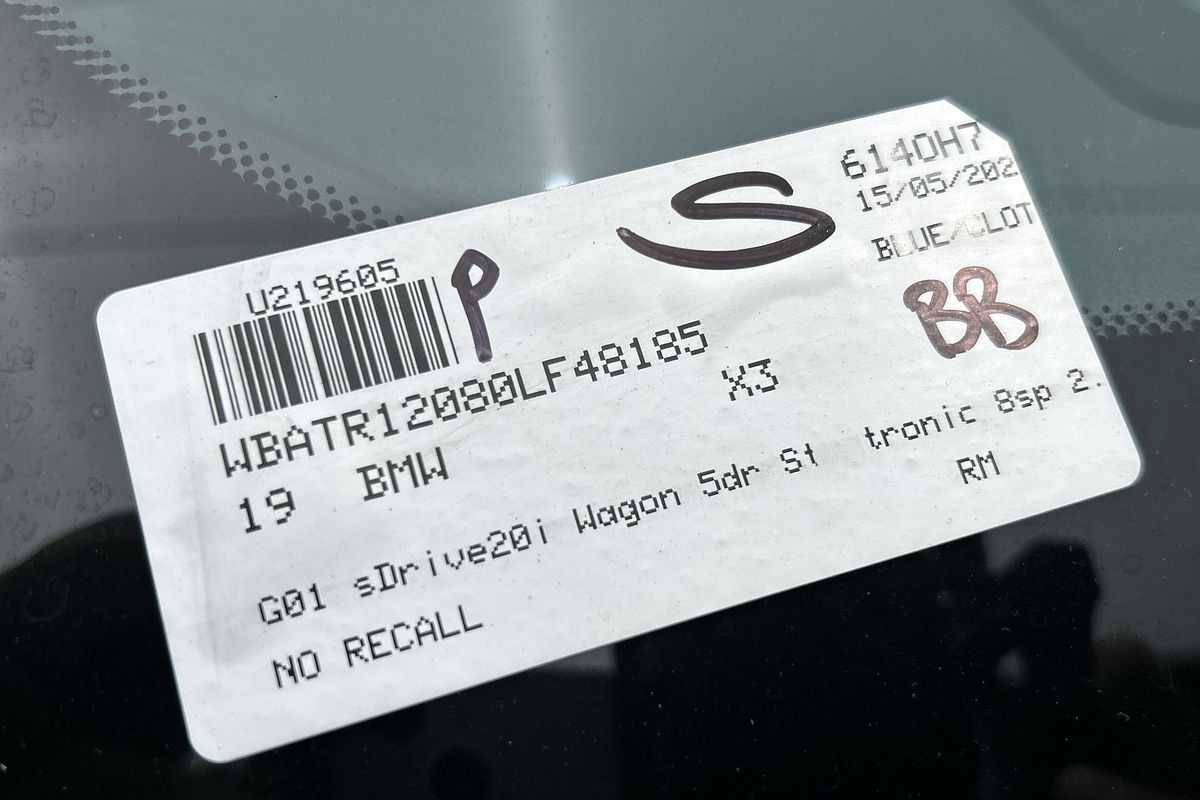 6140H7
15/05/202
S
BLUE/CLOT
BB
U219605
P
WBATR12080LF48185
X3
19 BMW
G01 sDrive20i Wagon 5dr St tronic 8sp 2.
RM
NO RECALL